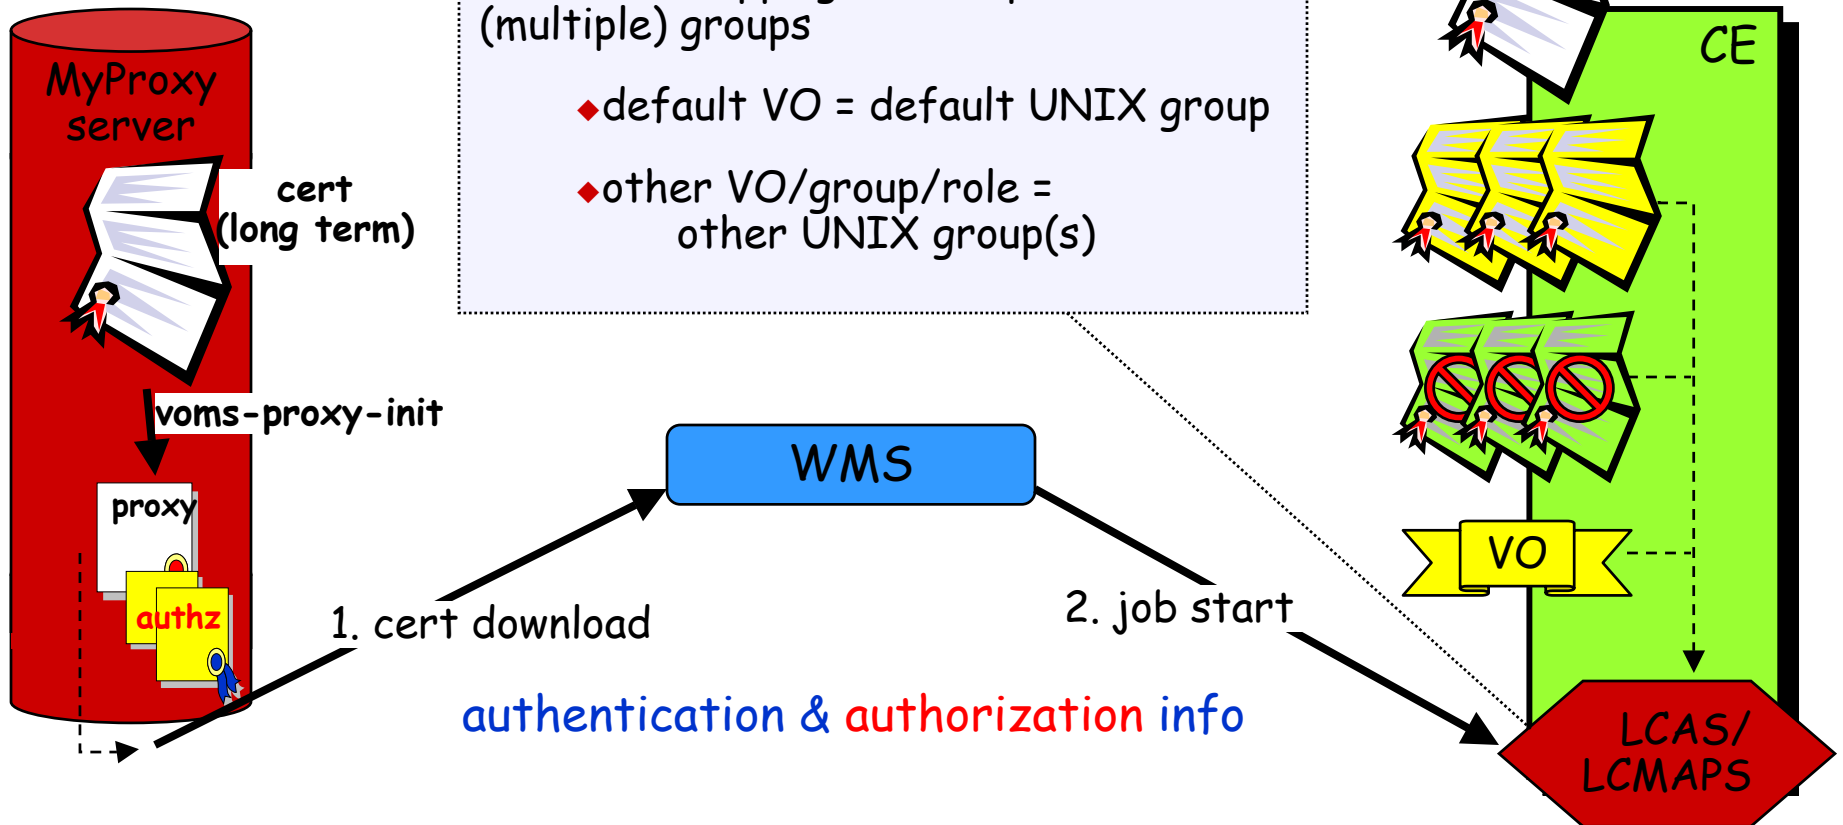 (multiple) groups
◆default VO = default UNIX group
◆other VO/group/role =
other UNIX group(s)
CE
MyProxy
server
cert
(long term)
voms-proxy-init
proxy
authz
WMS
1. cert download
2. job start
VO
authentication & authorization info
LCAS/
LCMAPS